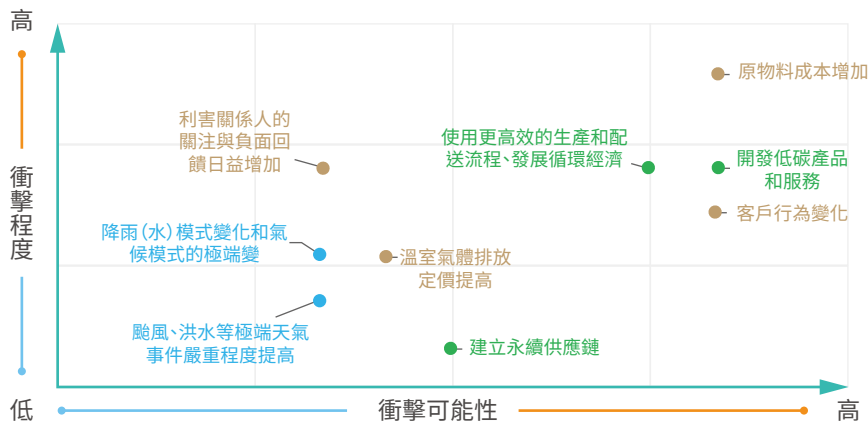 高
原物料成本增加
利害關係人的
關注與負面回
饋日益增加
使用更高效的生產和配
送流程、發展循環經濟
開發低碳產品
和服務
衝擊程度
客戶行為變化
降雨(水)模式變化和氣
候模式的極端變
溫室氣體排放
定價提高
颱風、洪水等極端天氣
事件嚴重程度提高
建立永續供應鏈
低
衝擊可能性
高